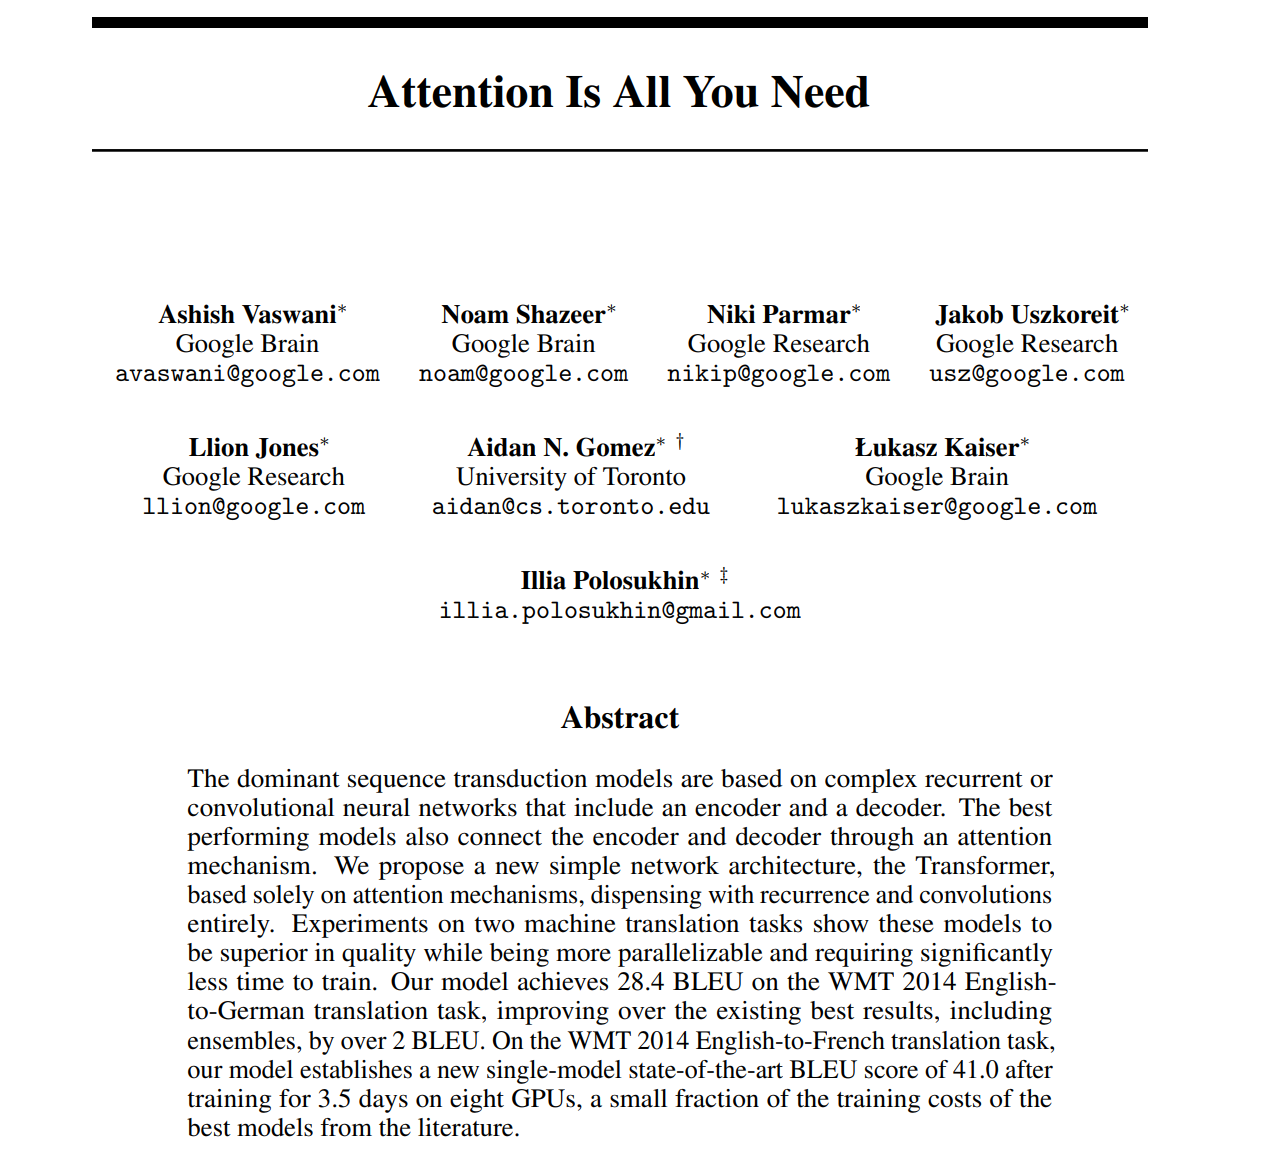 Attention Is All You Need
Ashish Vaswani∗
Google Brain
avaswani@google.com
Noam Shazeer∗
Google Brain
noam@google.com
Niki Parmar∗
Google Research
nikip@google.com
Jakob Uszkoreit∗
Google Research
usz@google.com
Llion Jones∗
Google Research
llion@google.com
Aidan N. Gomez∗ †
University of Toronto
aidan@cs.toronto.edu
Łukasz Kaiser∗
Google Brain
lukaszkaiser@google.com
Illia Polosukhin∗ ‡
illia.polosukhin@gmail.com
Abstract
The dominant sequence transduction models are based on complex recurrent or
convolutional neural networks that include an encoder and a decoder. The best
performing models also connect the encoder and decoder through an attention
mechanism. We propose a new simple network architecture, the Transformer,
based solely on attention mechanisms, dispensing with recurrence and convolutions
entirely. Experiments on two machine translation tasks show these models to
be superior in quality while being more parallelizable and requiring significantly
less time to train. Our model achieves 28.4 BLEU on the WMT 2014 English-
to-German translation task, improving over the existing best results, including
ensembles, by over 2 BLEU. On the WMT 2014 English-to-French translation task,
our model establishes a new single-model state-of-the-art BLEU score of 41.0 after
training for 3.5 days on eight GPUs, a small fraction of the training costs of the
best models from the literature.